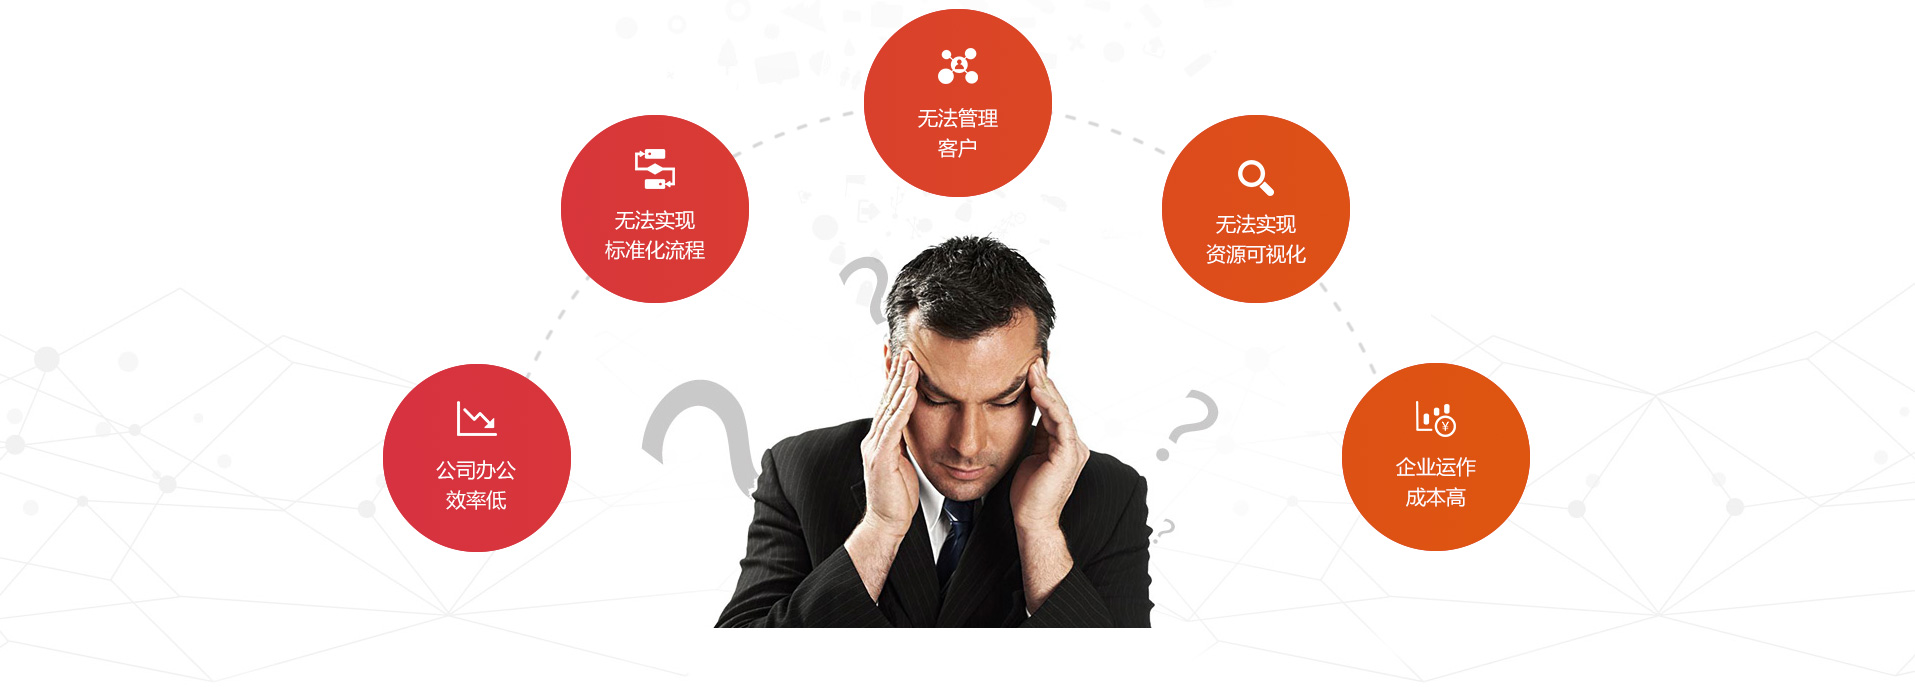 公司办公
效率低
无法实现
标准化流程
无法管理
客户
无法实现
资源可视化
企业运作
成本高